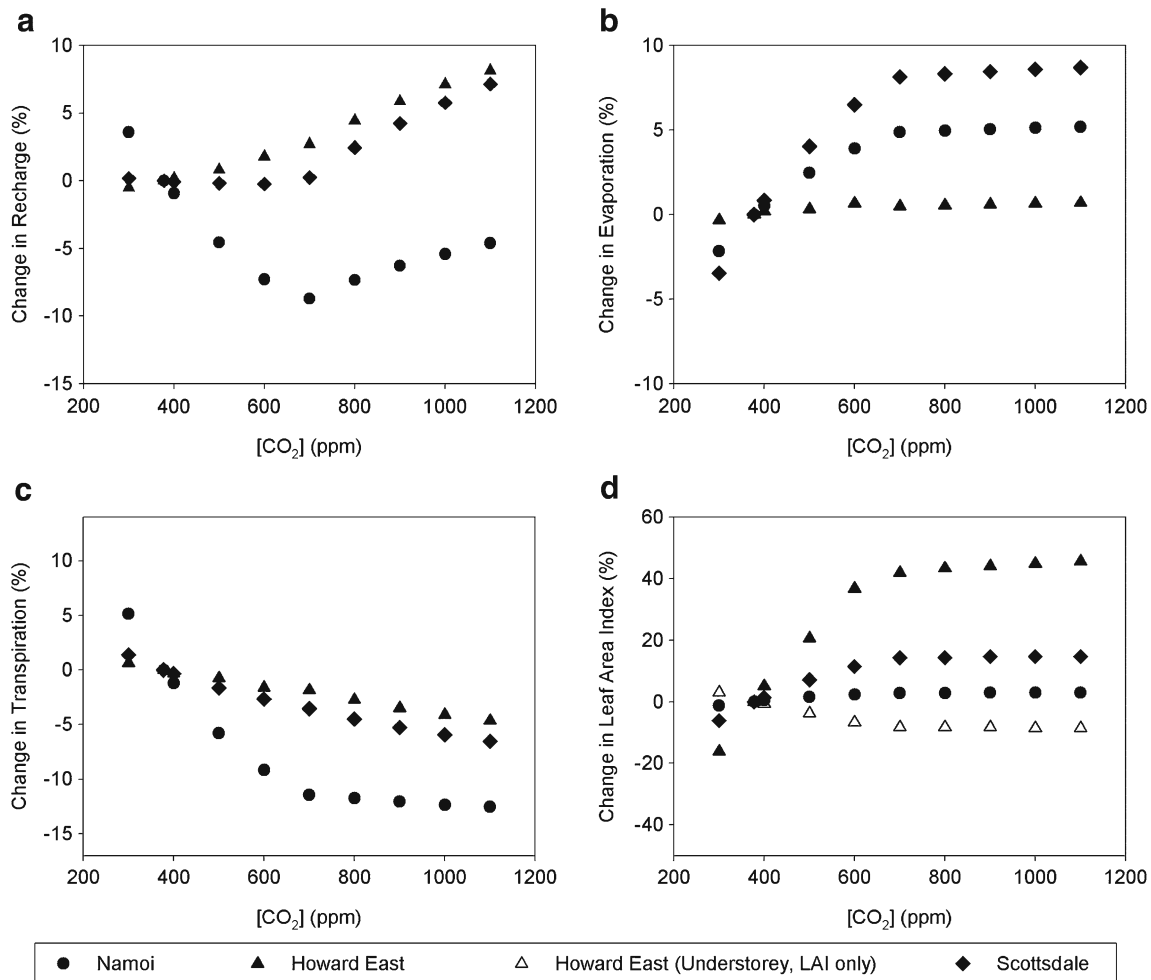 a
10
5
0
-5
-10
-15
Change in Recharge (%)
200 400 600 800 1000 1200
[CO2] (ppm)
b
10
5
0
-5
-10
Change in Evaporation (%)
200 400 600 800 1000 1200
[CO2] (ppm)
c
10
5
0
-5
-10
-15
Change in Transpiration (%)
200 400 600 800 1000 1200
[CO2] (ppm)
d
60
40
20
0
-20
-40
Change in Leaf Area Index (%)
200 400 600 800 1000 1200
[CO2] (ppm)
Namoi Howard East Howard East (Understorey, LAI only) Scottsdale